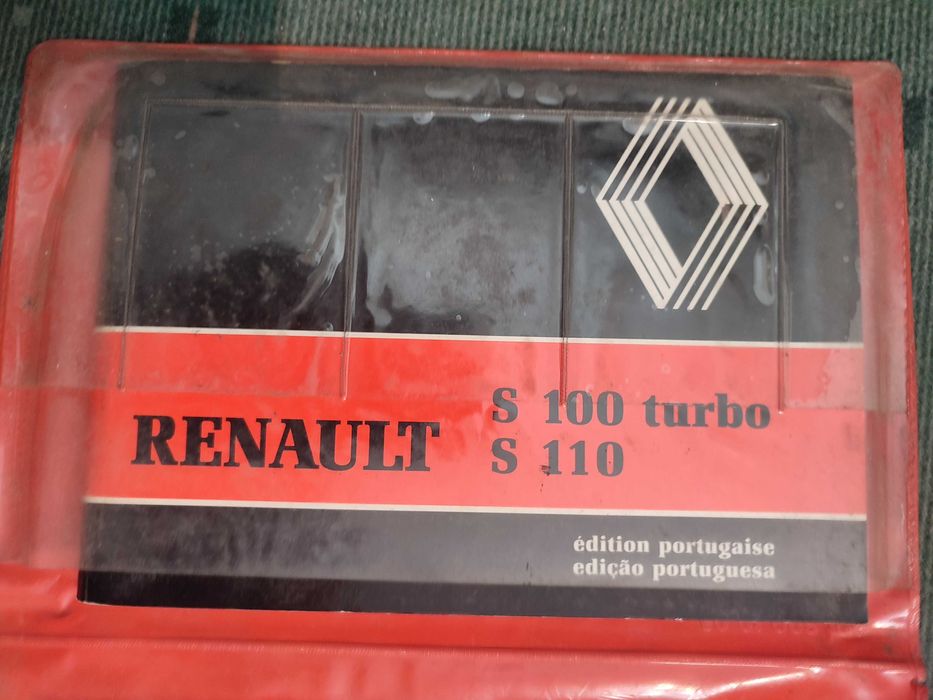 RENAULT
S 100 turbo
S 110
édition portugaise
edição portuguesa